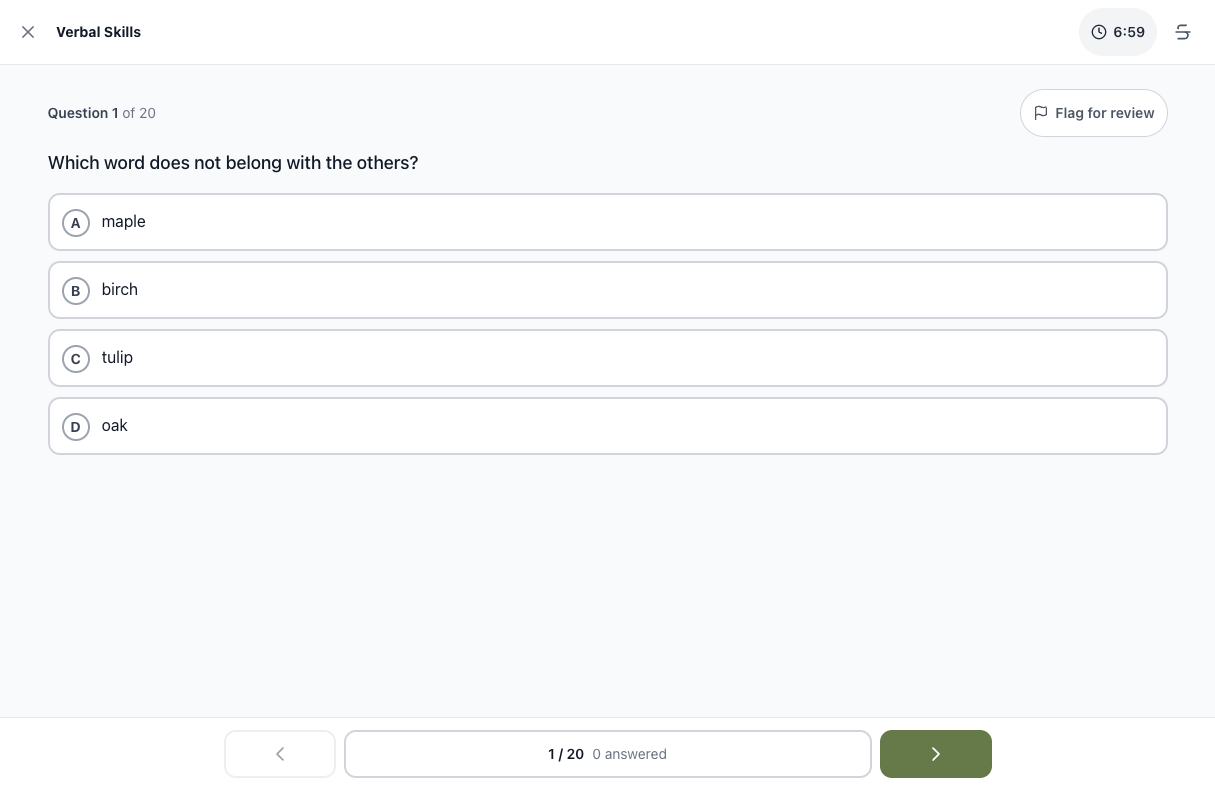 Verbal Skills
6:59
Question 1 of 20
Flag for review
Which word does not belong with the others?
A maple
B birch
C tulip
D oak
1 / 20 0 answered